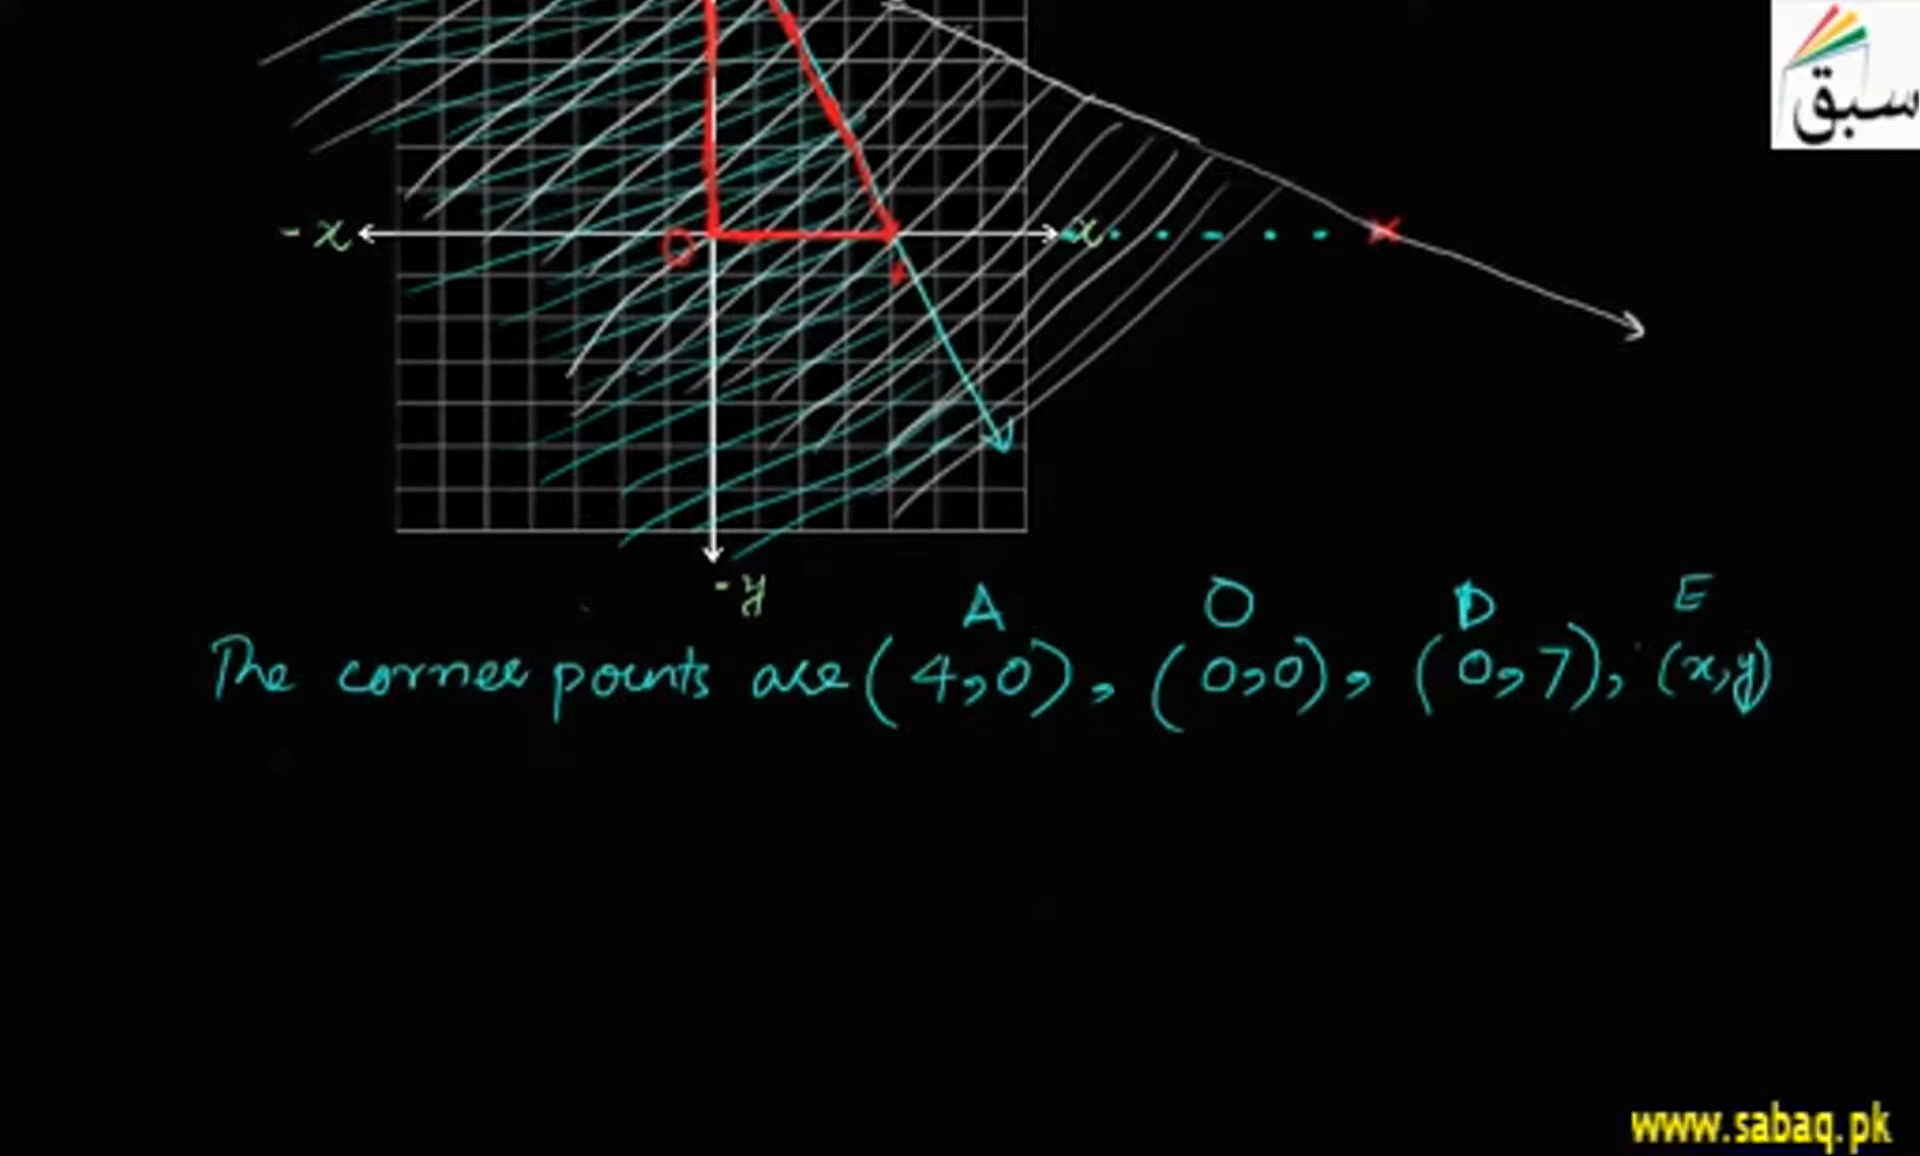 سبق
- x
x
O
- y
A O D E
The corner points are (4,0), (0,0), (0,7), (x,y)
www.sabaq.pk